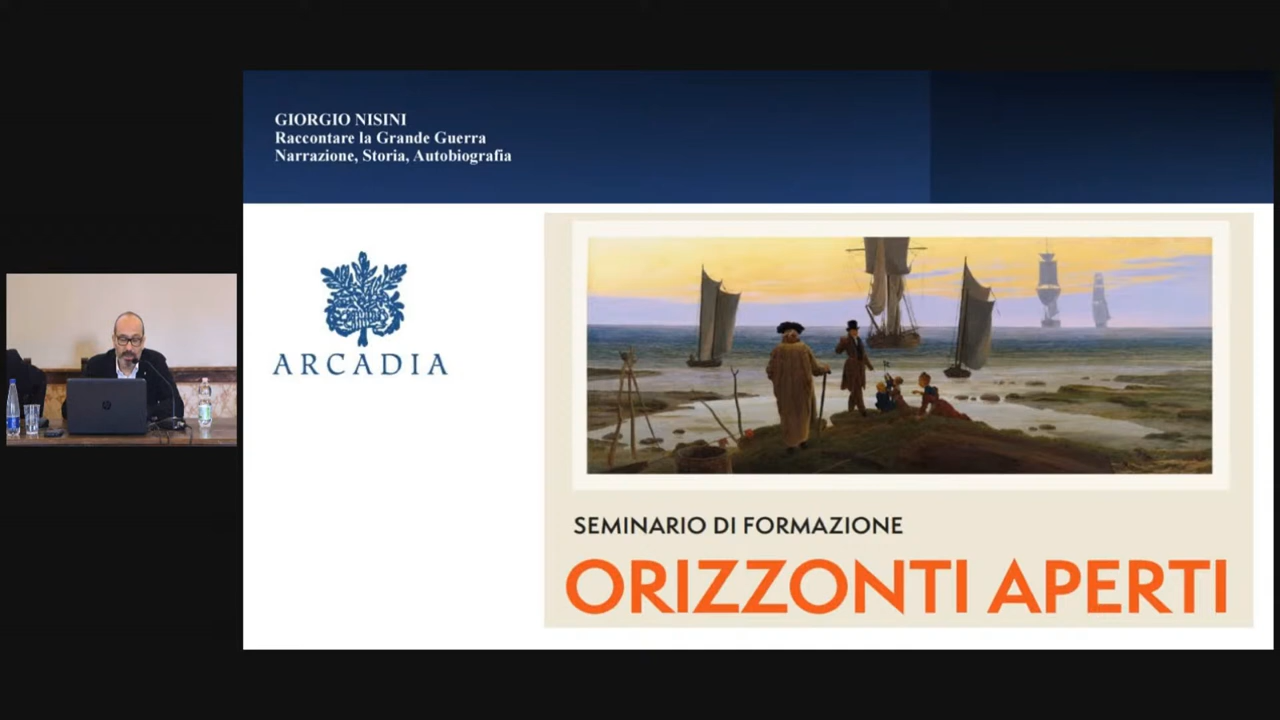 GIORGIO NISINI
Raccontare la Grande Guerra
Narrazione, Storia, Autobiografia
ARCADIA
SEMINARIO DI FORMAZIONE
ORIZZONTI APERTI